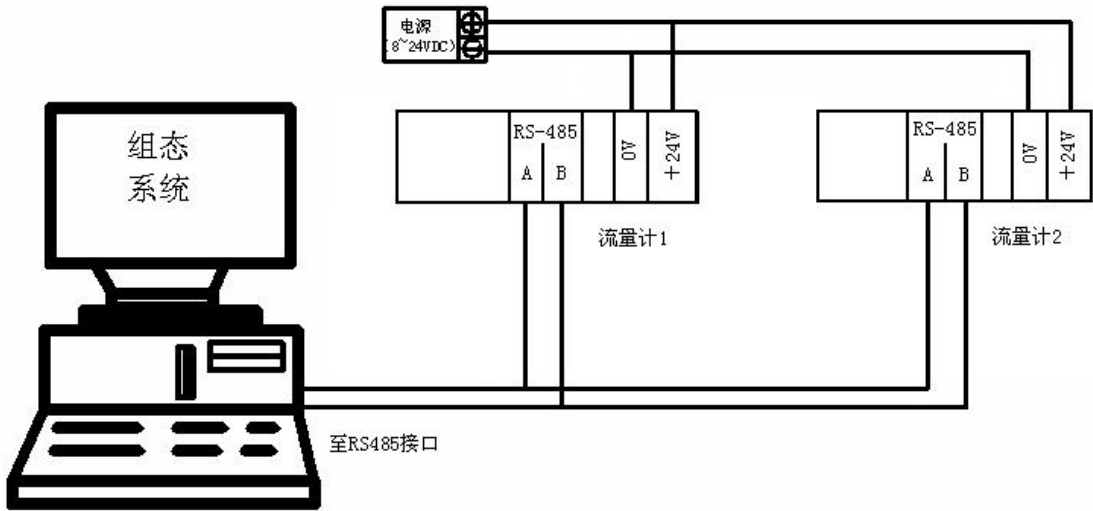 电源
(8~24VDC)
组态
系统
RS-485
A
B
0V
+24V
流量计1
RS-485
A
B
0V
+24V
流量计2
至RS485接口